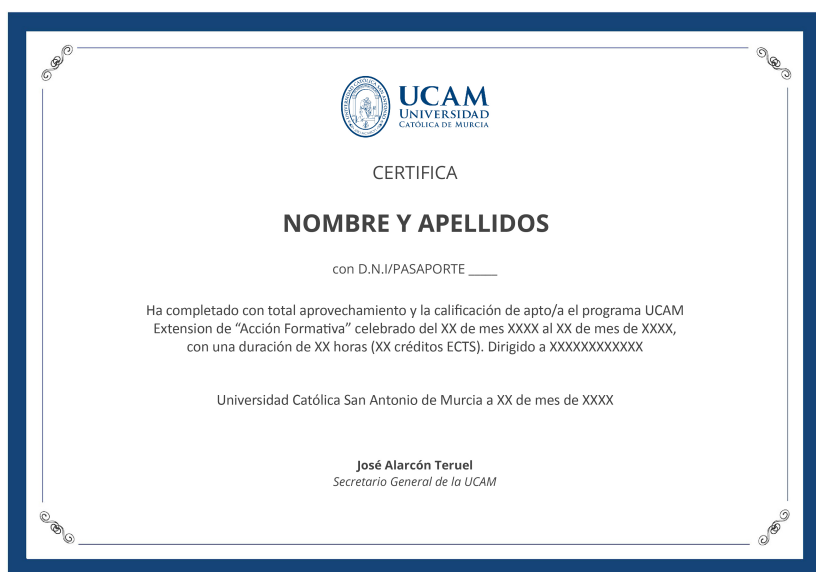 UCAM
UNIVERSIDAD
CATÓLICA DE MURCIA
CERTIFICA
NOMBRE Y APELLIDOS
con D.N.I/PASAPORTE ____
Ha completado con total aprovechamiento y la calificación de apto/a el programa UCAM
Extension de “Acción Formativa” celebrado del XX de mes XXXX al XX de mes de XXXX,
con una duración de XX horas (XX créditos ECTS). Dirigido a XXXXXXXXXXXX
Universidad Católica San Antonio de Murcia a XX de mes de XXXX
José Alarcón Teruel
Secretario General de la UCAM